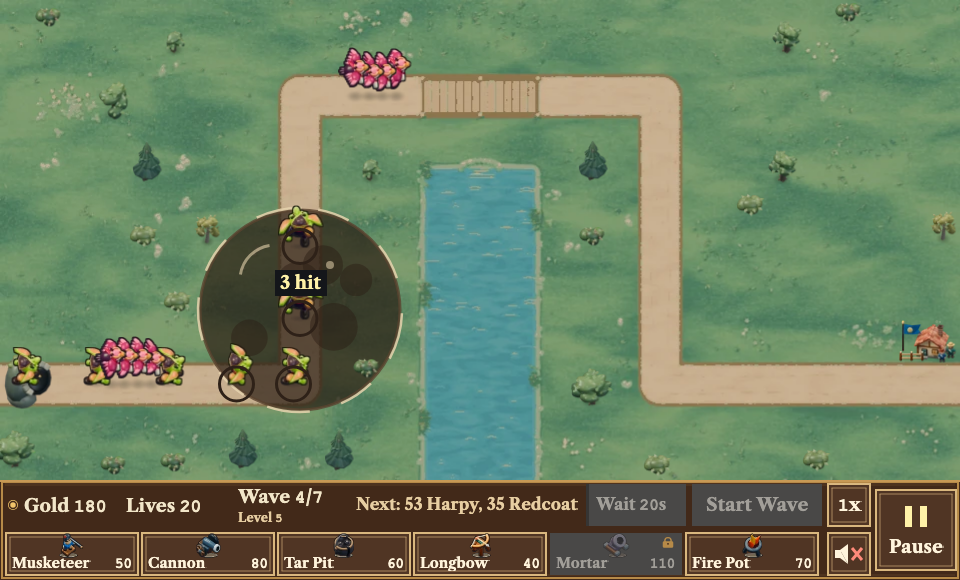 3 hit
Gold 180
Lives 20
Wave 4/7
Level 5
Next: 53 Harpy, 35 Redcoat
Wait 20s
Start Wave
1x
Pause
Musketeer 50
Cannon 80
Tar Pit 60
Longbow 40
Mortar 110
Fire Pot 70